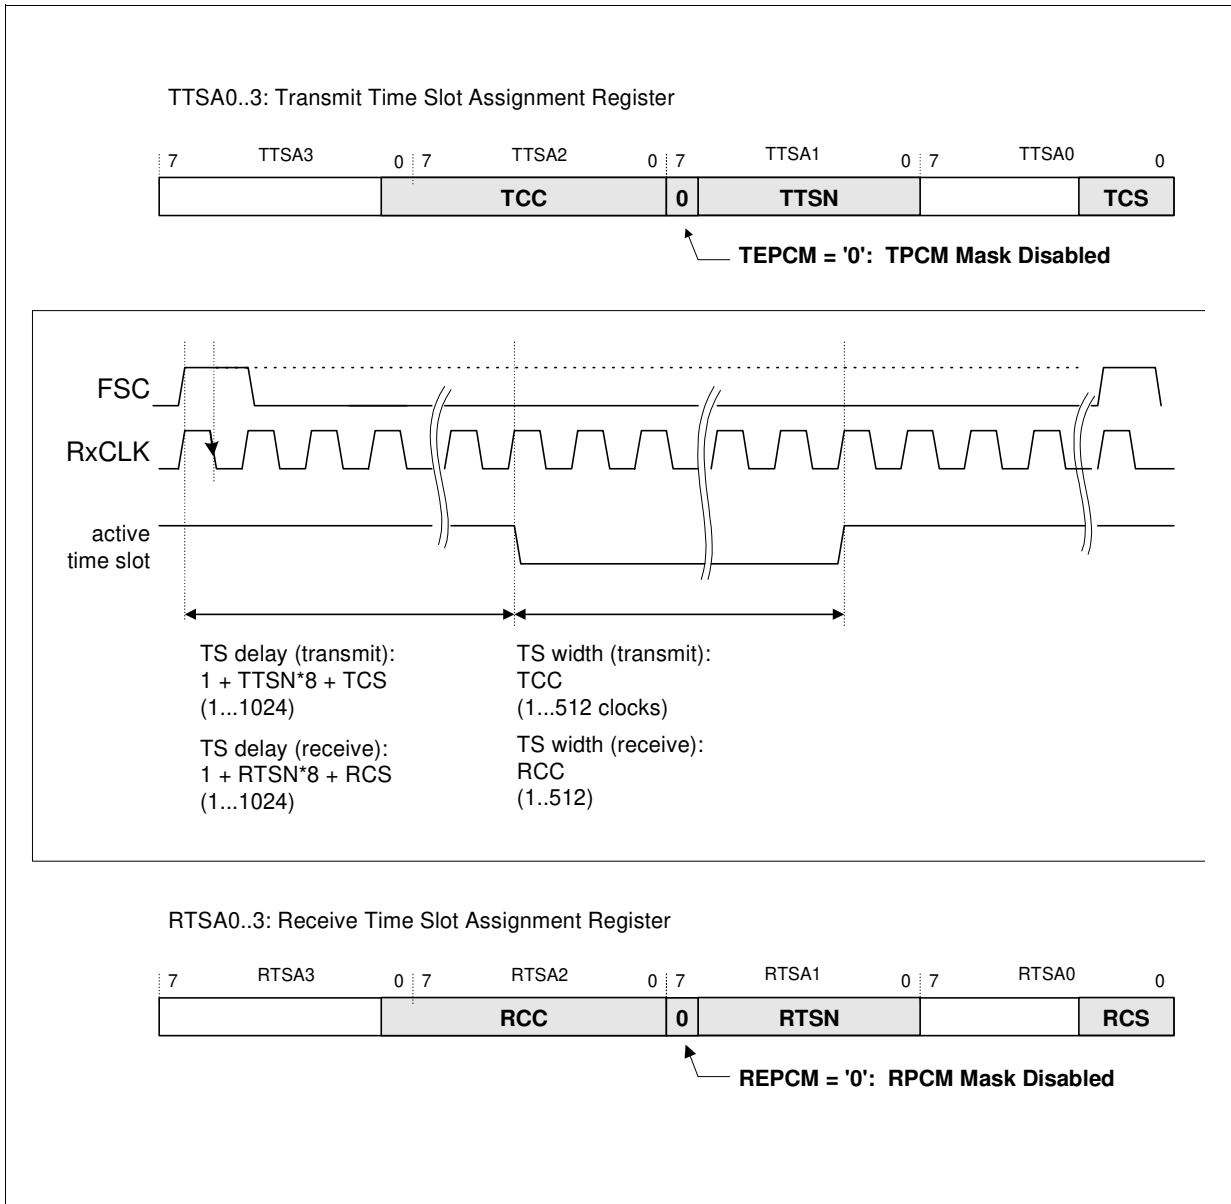 TTSA0..3: Transmit Time Slot Assignment Register
7 TTSA3 0 7 TTSA2 0 7 TTSA1 0 7 TTSA0 0
TCC 0 TTSN TCS
TEPCM = '0': TPCM Mask Disabled
FSC
RxCLK
active
time slot
TS delay (transmit):
1 + TTSN*8 + TCS
(1...1024)
TS width (transmit):
TCC
(1...512 clocks)
TS delay (receive):
1 + RTSN*8 + RCS
(1...1024)
TS width (receive):
RCC
(1..512)
RTSA0..3: Receive Time Slot Assignment Register
7 RTSA3 0 7 RTSA2 0 7 RTSA1 0 7 RTSA0 0
RCC 0 RTSN RCS
REPCM = '0': RPCM Mask Disabled